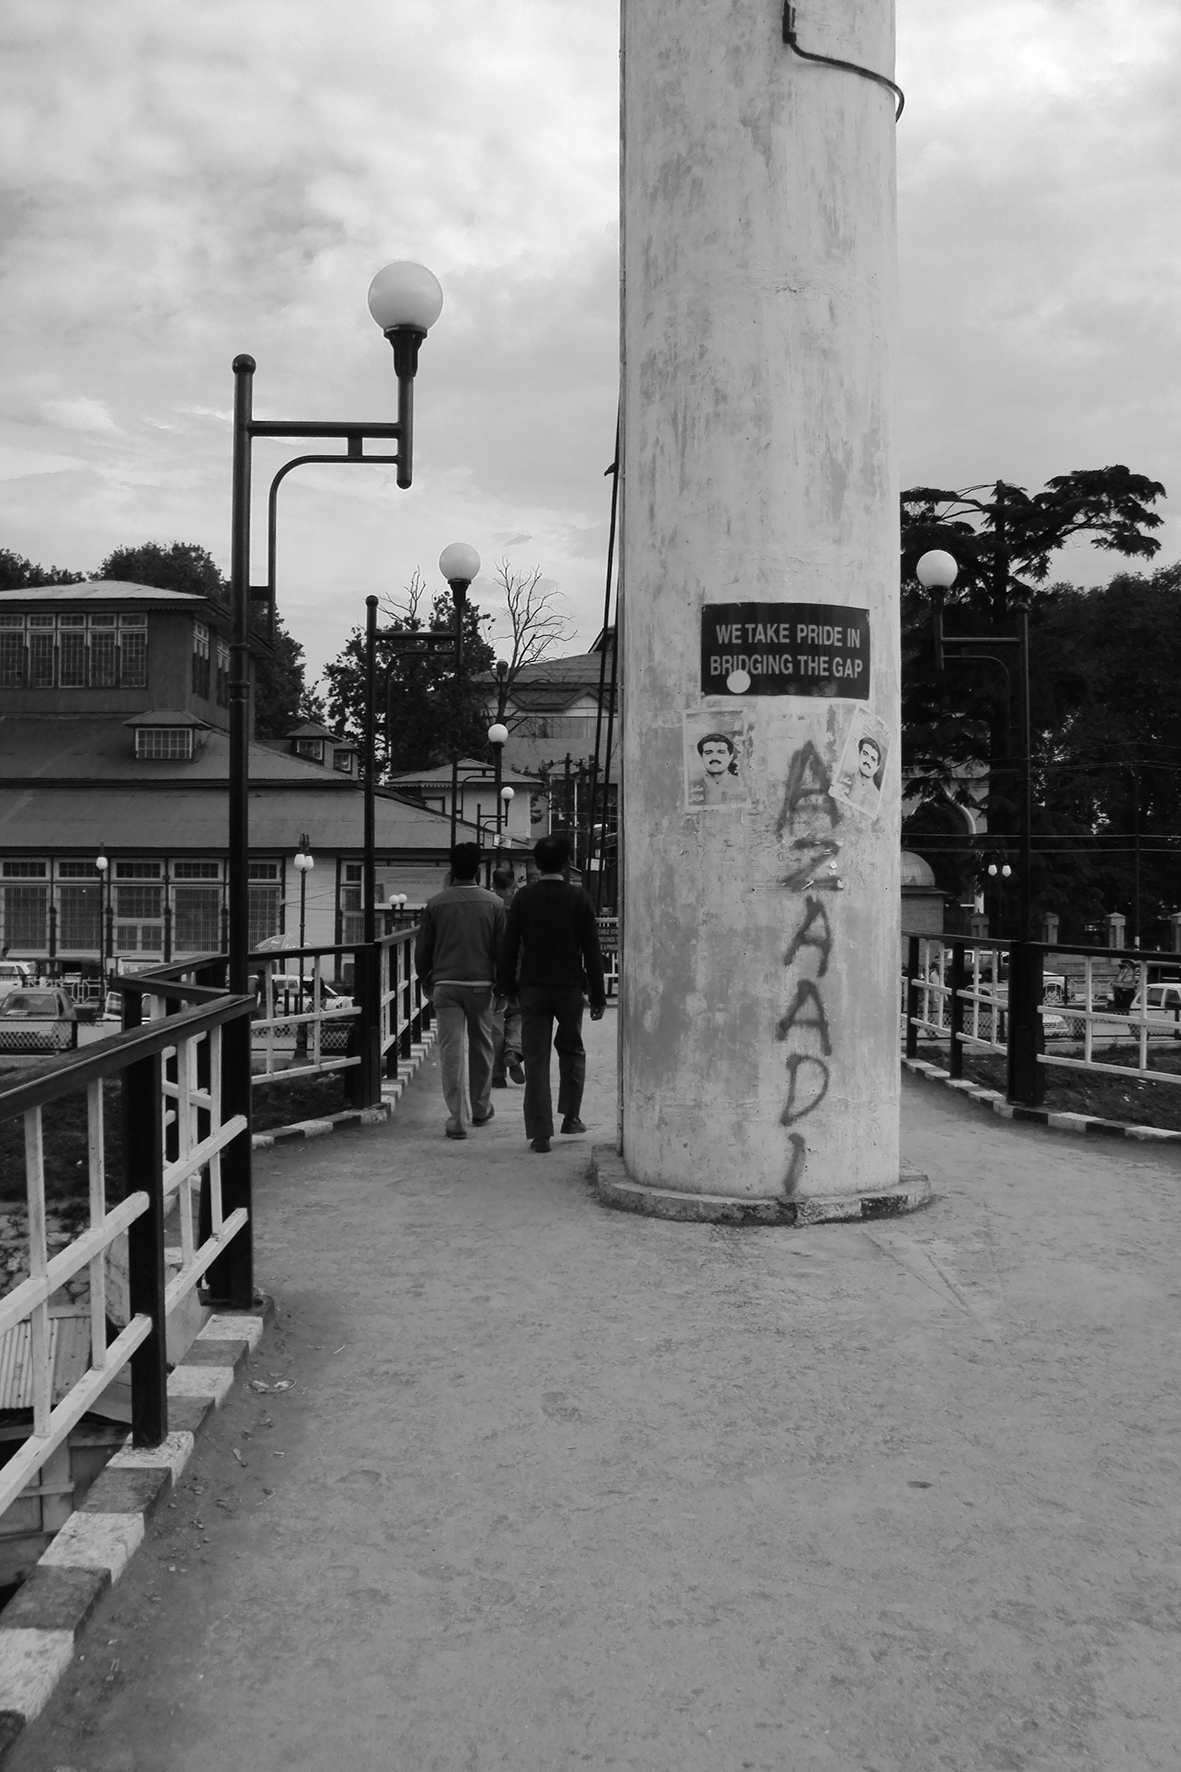 WE TAKE PRIDE IN
BRIDGING THE GAP
AZAADI